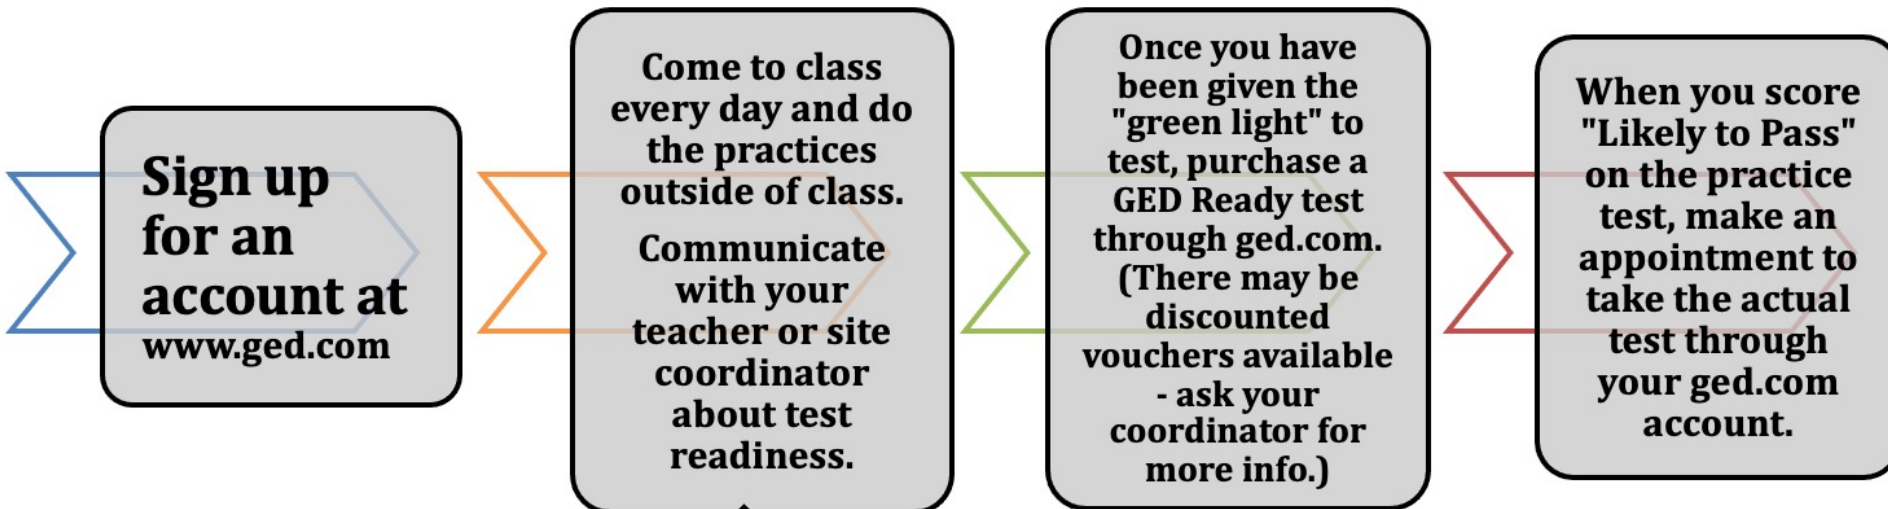 Sign up
for an
account at
www.ged.com
Come to class
every day and do
the practices
outside of class.
Communicate
with your
teacher or site
coordinator
about test
readiness.
Once you have
been given the
"green light" to
test, purchase a
GED Ready test
through ged.com.
(There may be
discounted
vouchers available
- ask your
coordinator for
more info.)
When you score
"Likely to Pass"
on the practice
test, make an
appointment to
take the actual
test through
your ged.com
account.